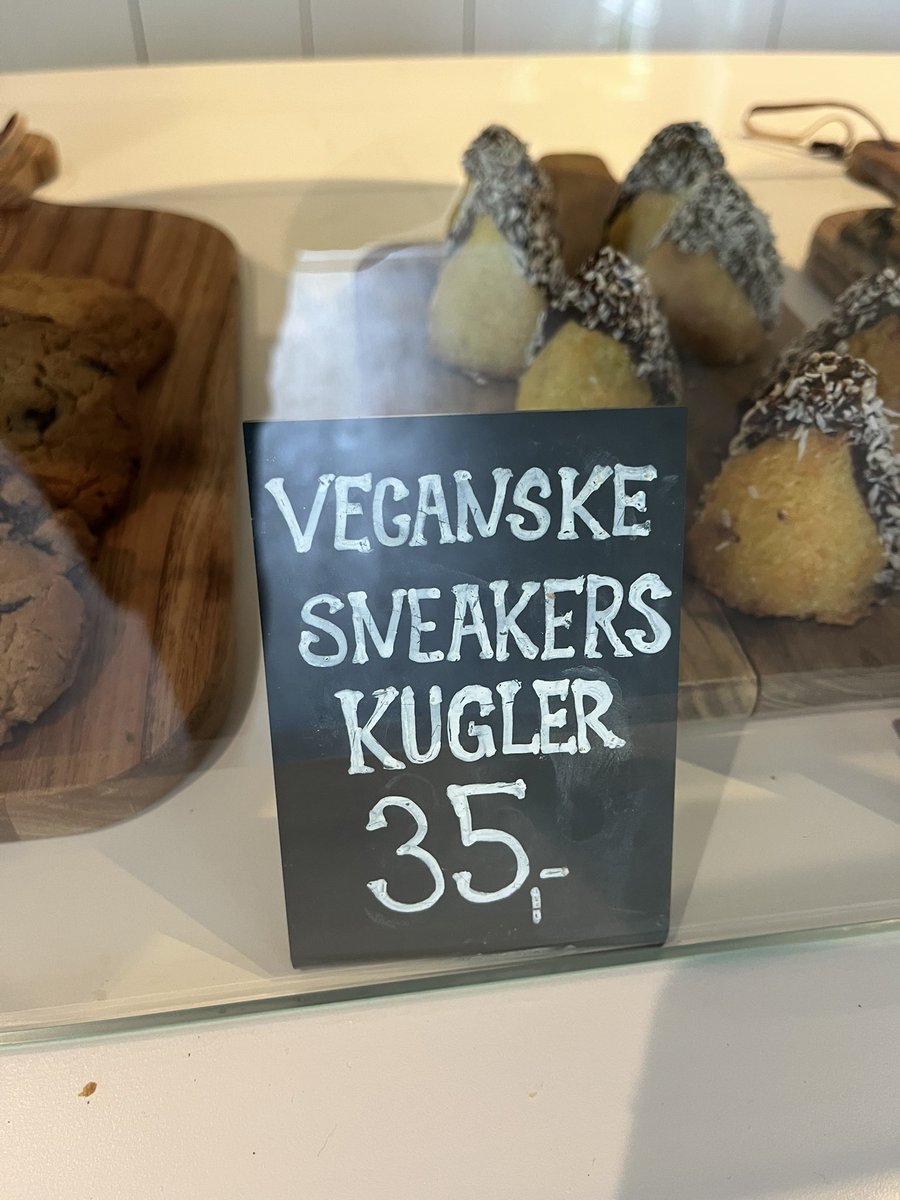 VEGANSKE
SNEAKERS
KUGLER
35,-